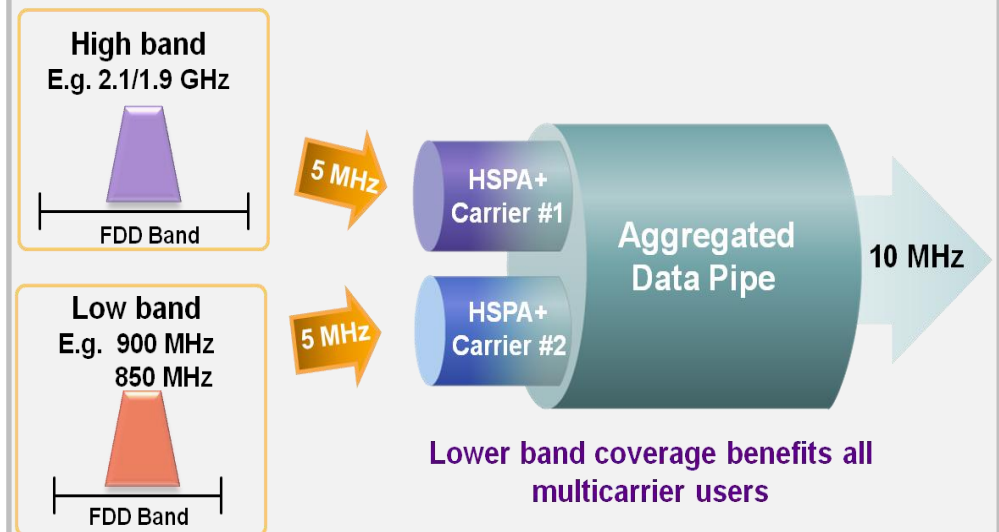 High band
E.g. 2.1/1.9 GHz
FDD Band
5 MHz
HSPA+
Carrier #1
Aggregated
Data Pipe
10 MHz
Low band
E.g. 900 MHz
850 MHz
FDD Band
5 MHz
HSPA+
Carrier #2
Lower band coverage benefits all
multicarrier users